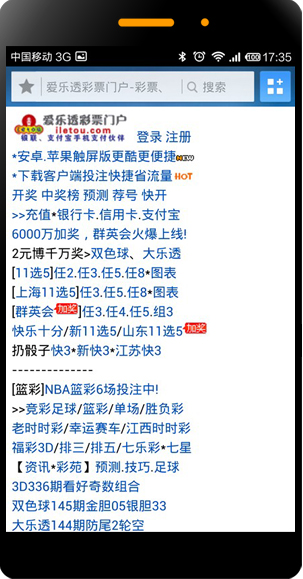 中国移动 3G 17:35
爱乐透彩票门户-彩票、 搜索
爱乐透彩票门户
iletou.com
银联、支付宝手机支付伙伴
登录 注册
*安卓.苹果触屏版更酷更便捷NEW
*下载客户端投注快捷省流量 HOT
开奖 中奖榜 预测 荐号 快开
>>充值*银行卡.信用卡.支付宝
6000万加奖，群英会火爆上线!
2元博千万奖>双色球、大乐透
[11选5]任2.任3.任5.任8*图表
[上海11选5]任3.任5.任8*图表
[群英会加奖]任3.任4.任5.组3
快乐十分/新11选5/山东11选5加奖
扔骰子快3*新快3*江苏快3
--------------
[篮彩]NBA篮彩6场投注中!
>>竞彩足球/篮彩/单场/胜负彩
老时时彩/幸运赛车/江西时时彩
福彩3D/排三/排五/七乐彩*七星
【资讯*彩苑】预测.技巧.足球
3D336期看好奇数组合
双色球145期金胆05银胆33
大乐透144期防尾2轮空